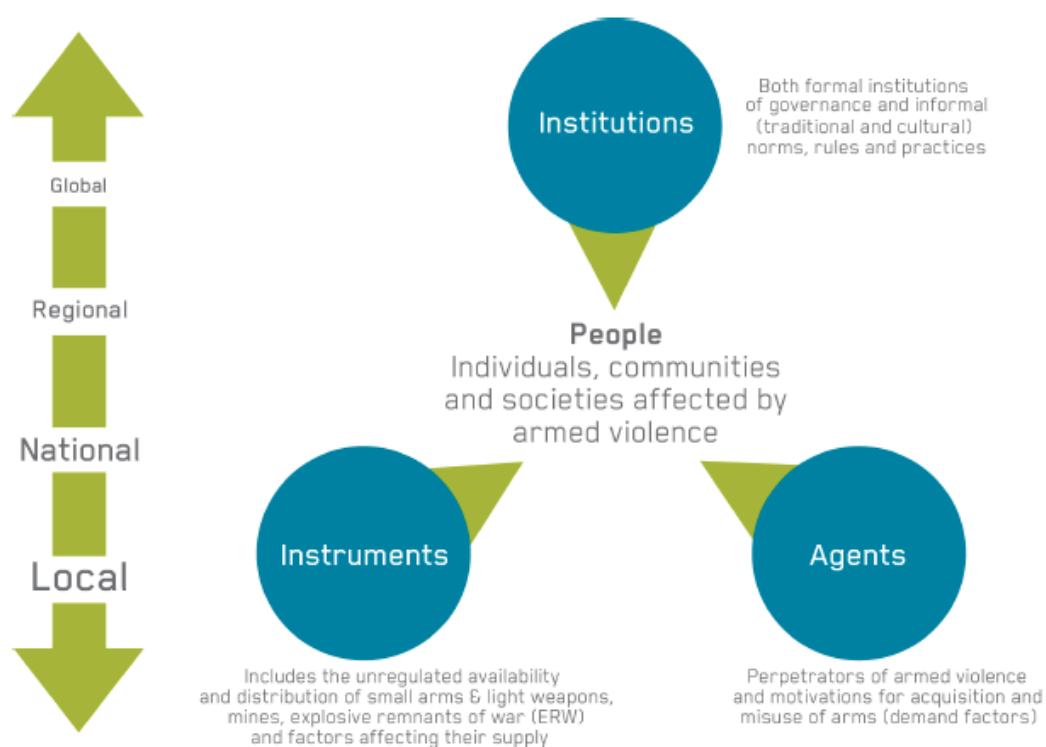 Global
Regional
National
Local
Institutions
Both formal institutions
of governance and informal
(traditional and cultural)
norms, rules and practices
People
Individuals, communities
and societies affected by
armed violence
Instruments
Includes the unregulated availability
and distribution of small arms & light weapons,
mines, explosive remnants of war (ERW)
and factors affecting their supply
Agents
Perpetrators of armed violence
and motivations for acquisition and
misuse of arms (demand factors)